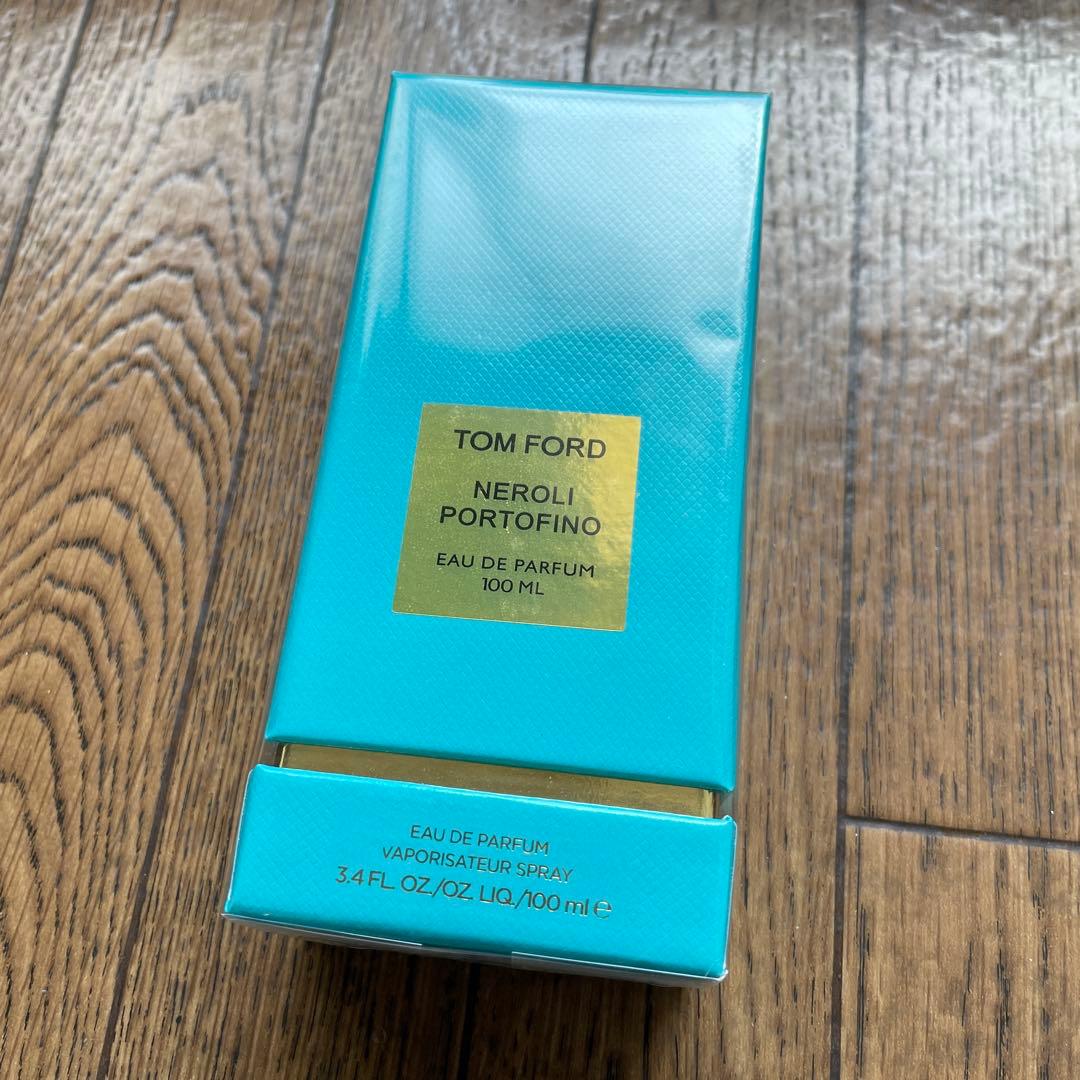 TOM FORD
NEROLI
PORTOFINO
EAU DE PARFUM
100 ML
EAU DE PARFUM
VAPORISATEUR SPRAY
3.4 FL. OZ./OZ. LIQ./100 ml ℮